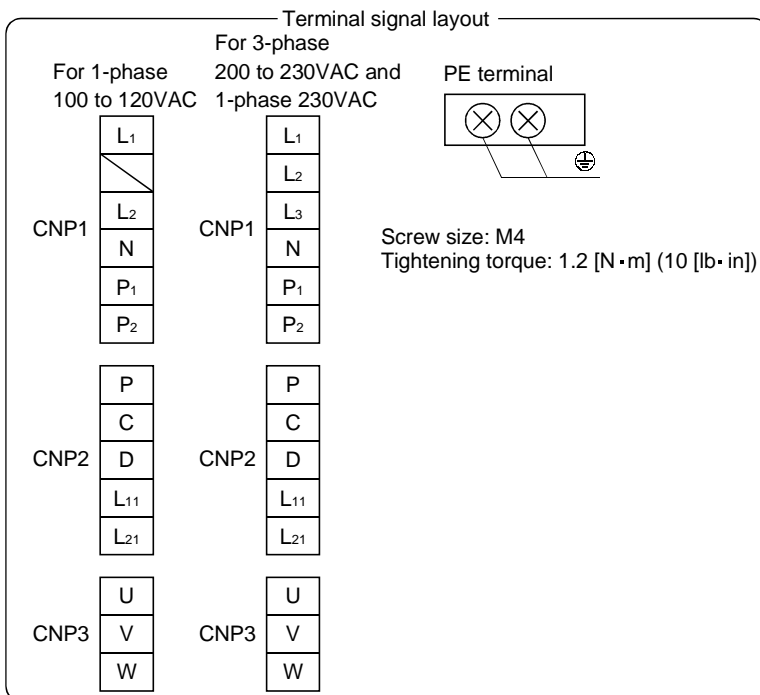 Terminal signal layout
For 1-phase
100 to 120VAC
For 3-phase
200 to 230VAC and
1-phase 230VAC
PE terminal
CNP1
L1
L2
N
P1
P2
CNP1
L1
L2
L3
N
P1
P2
Screw size: M4
Tightening torque: 1.2 [N·m] (10 [lb·in])
CNP2
P
C
D
L11
L21
CNP2
P
C
D
L11
L21
CNP3
U
V
W
CNP3
U
V
W